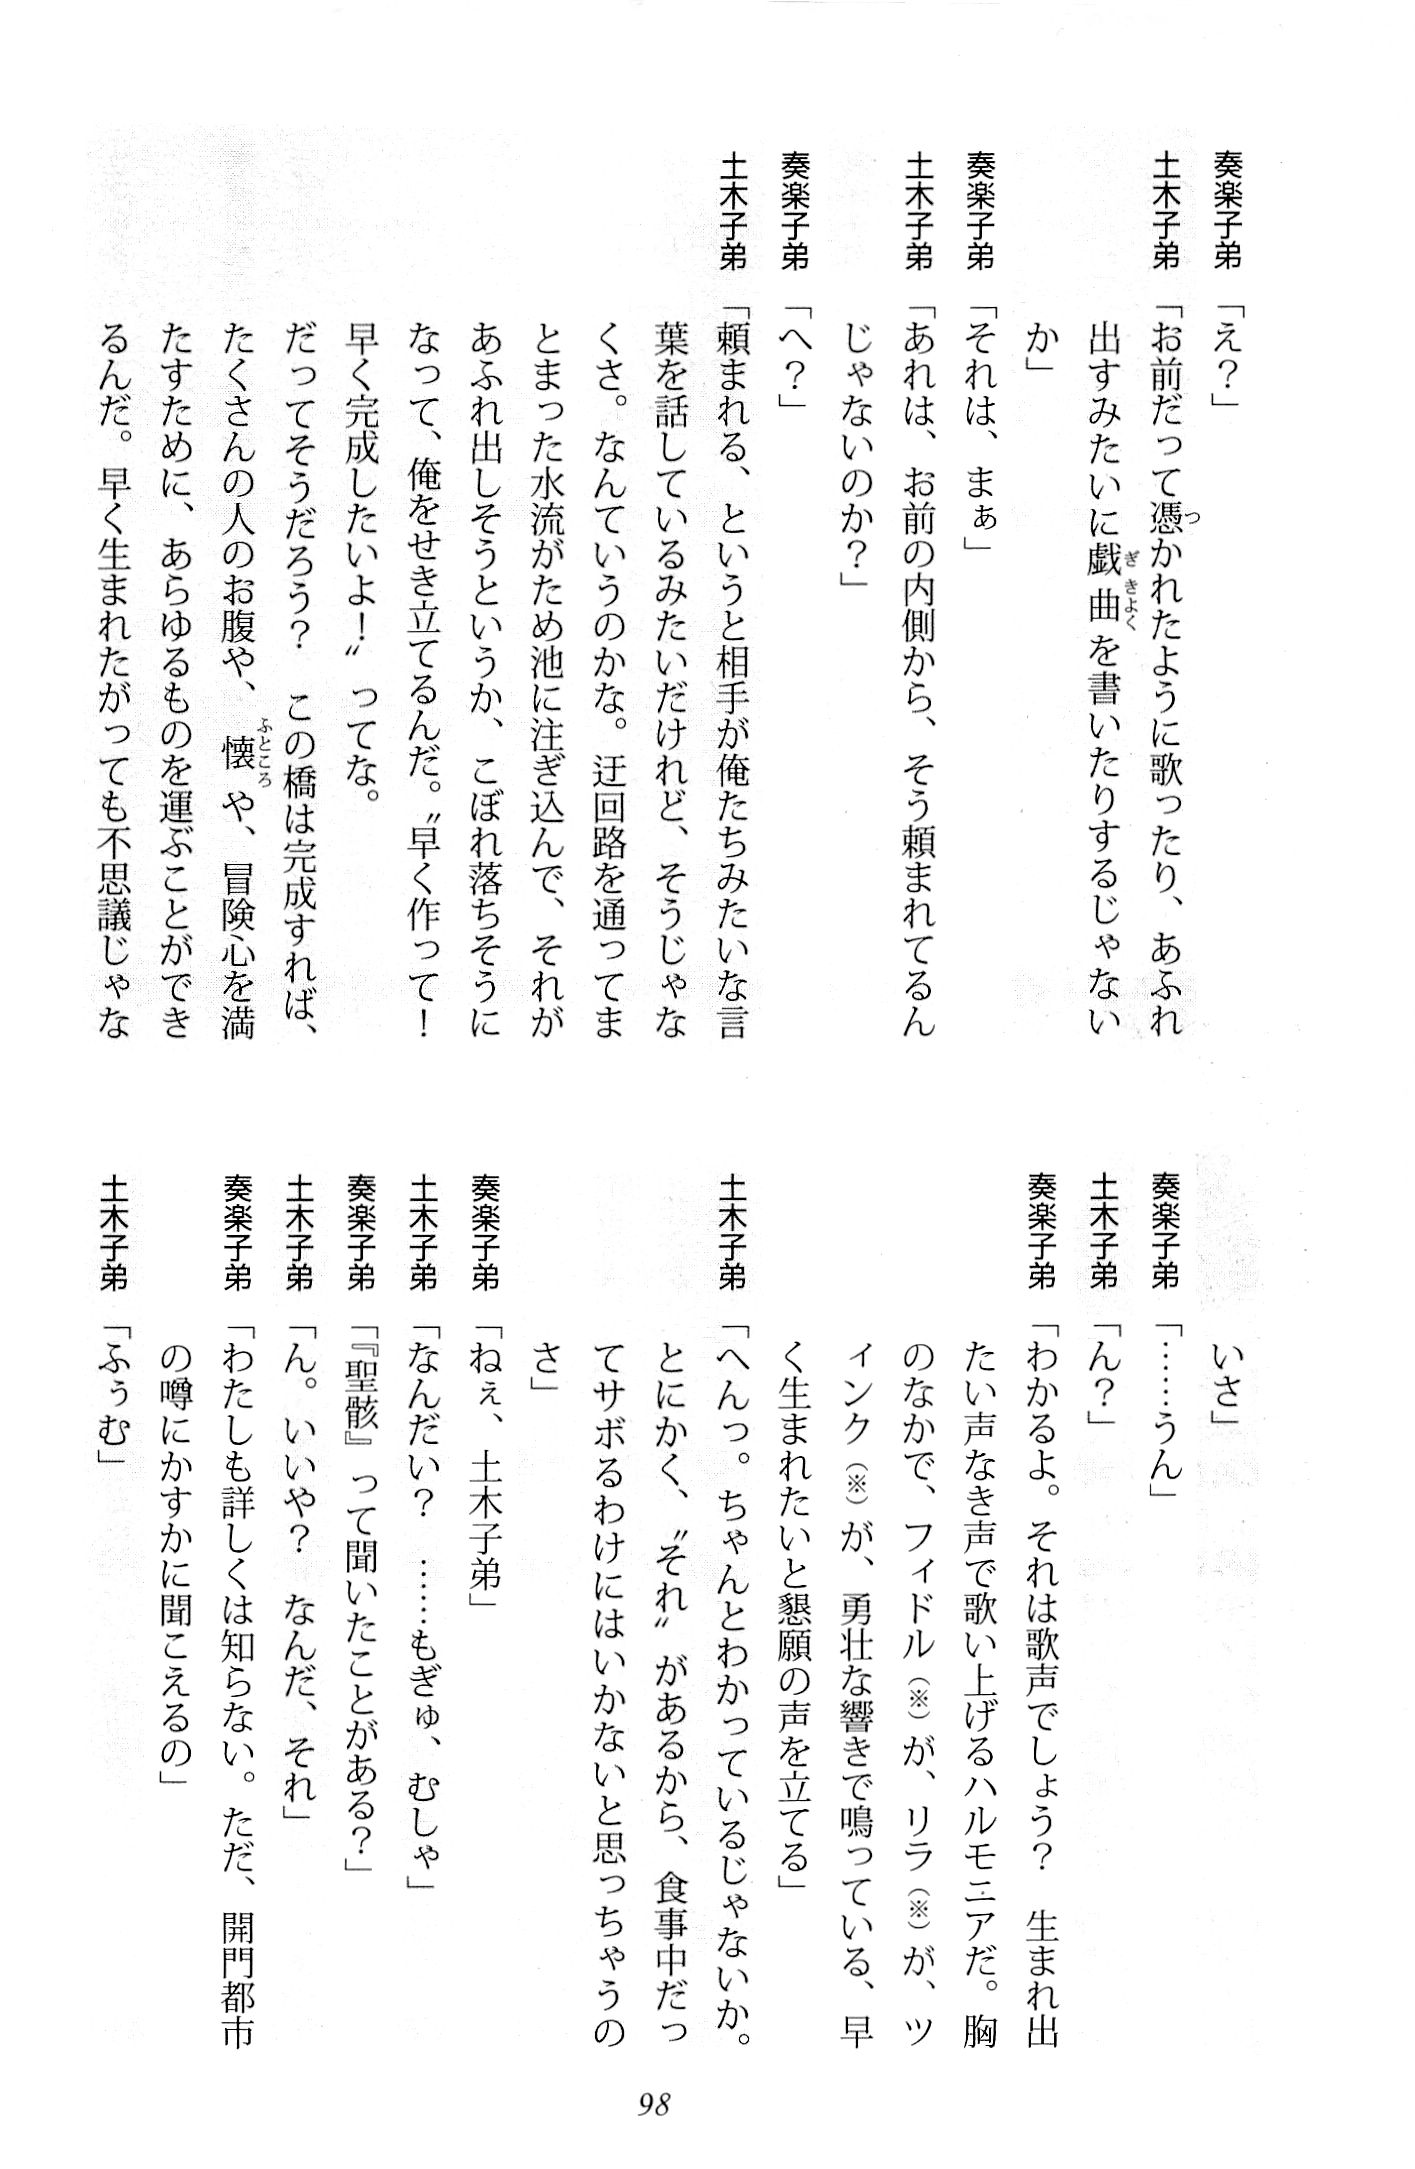 奏楽子弟「え？」
土木子弟「お前だって憑かれたように歌ったり、あふれ
出すみたいに戯曲を書いたりするじゃない
か」
奏楽子弟「それは、まぁ」
土木子弟「あれは、お前の内側から、そう頼まれてるん
じゃないのか？」
奏楽子弟「へ？」
土木子弟「頼まれる、というと相手が俺たちみたいな言
葉を話しているみたいだけれど、そうじゃな
くさ。なんていうのかな。迂回路を通ってま
とまった水流がため池に注ぎ込んで、それが
あふれ出しそうというか、こぼれ落ちそうに
なって、俺をせき立てるんだ。〝早く作って！
早く完成したいよ！〟ってな。
だってそうだろう？　この橋は完成すれば、
たくさんの人のお腹や、懐や、冒険心を満
たすために、あらゆるものを運ぶことができ
るんだ。早く生まれたがっても不思議じゃな
いさ」
奏楽子弟「……うん」
土木子弟「ん？」
奏楽子弟「わかるよ。それは歌声でしょう？　生まれ出
たい声なき声で歌い上げるハルモニアだ。胸
のなかで、フィドル（※）が、リラ（※）が、ツ
ィンク（※）が、勇壮な響きで鳴っている、早
く生まれたいと懇願の声を立てる」
土木子弟「へんっ。ちゃんとわかっているじゃないか。
とにかく、〝それ〟があるから、食事中だっ
てサボるわけにはいかないと思っちゃうの
さ」
奏楽子弟「ねぇ、土木子弟」
土木子弟「なんだい？　……もぎゅ、むしゃ」
奏楽子弟「『聖骸』って聞いたことがある？」
土木子弟「ん。いいや？　なんだ、それ」
奏楽子弟「わたしも詳しくは知らない。ただ、開門都市
の噂にかすかに聞こえるの」
土木子弟「ふぅむ」
98